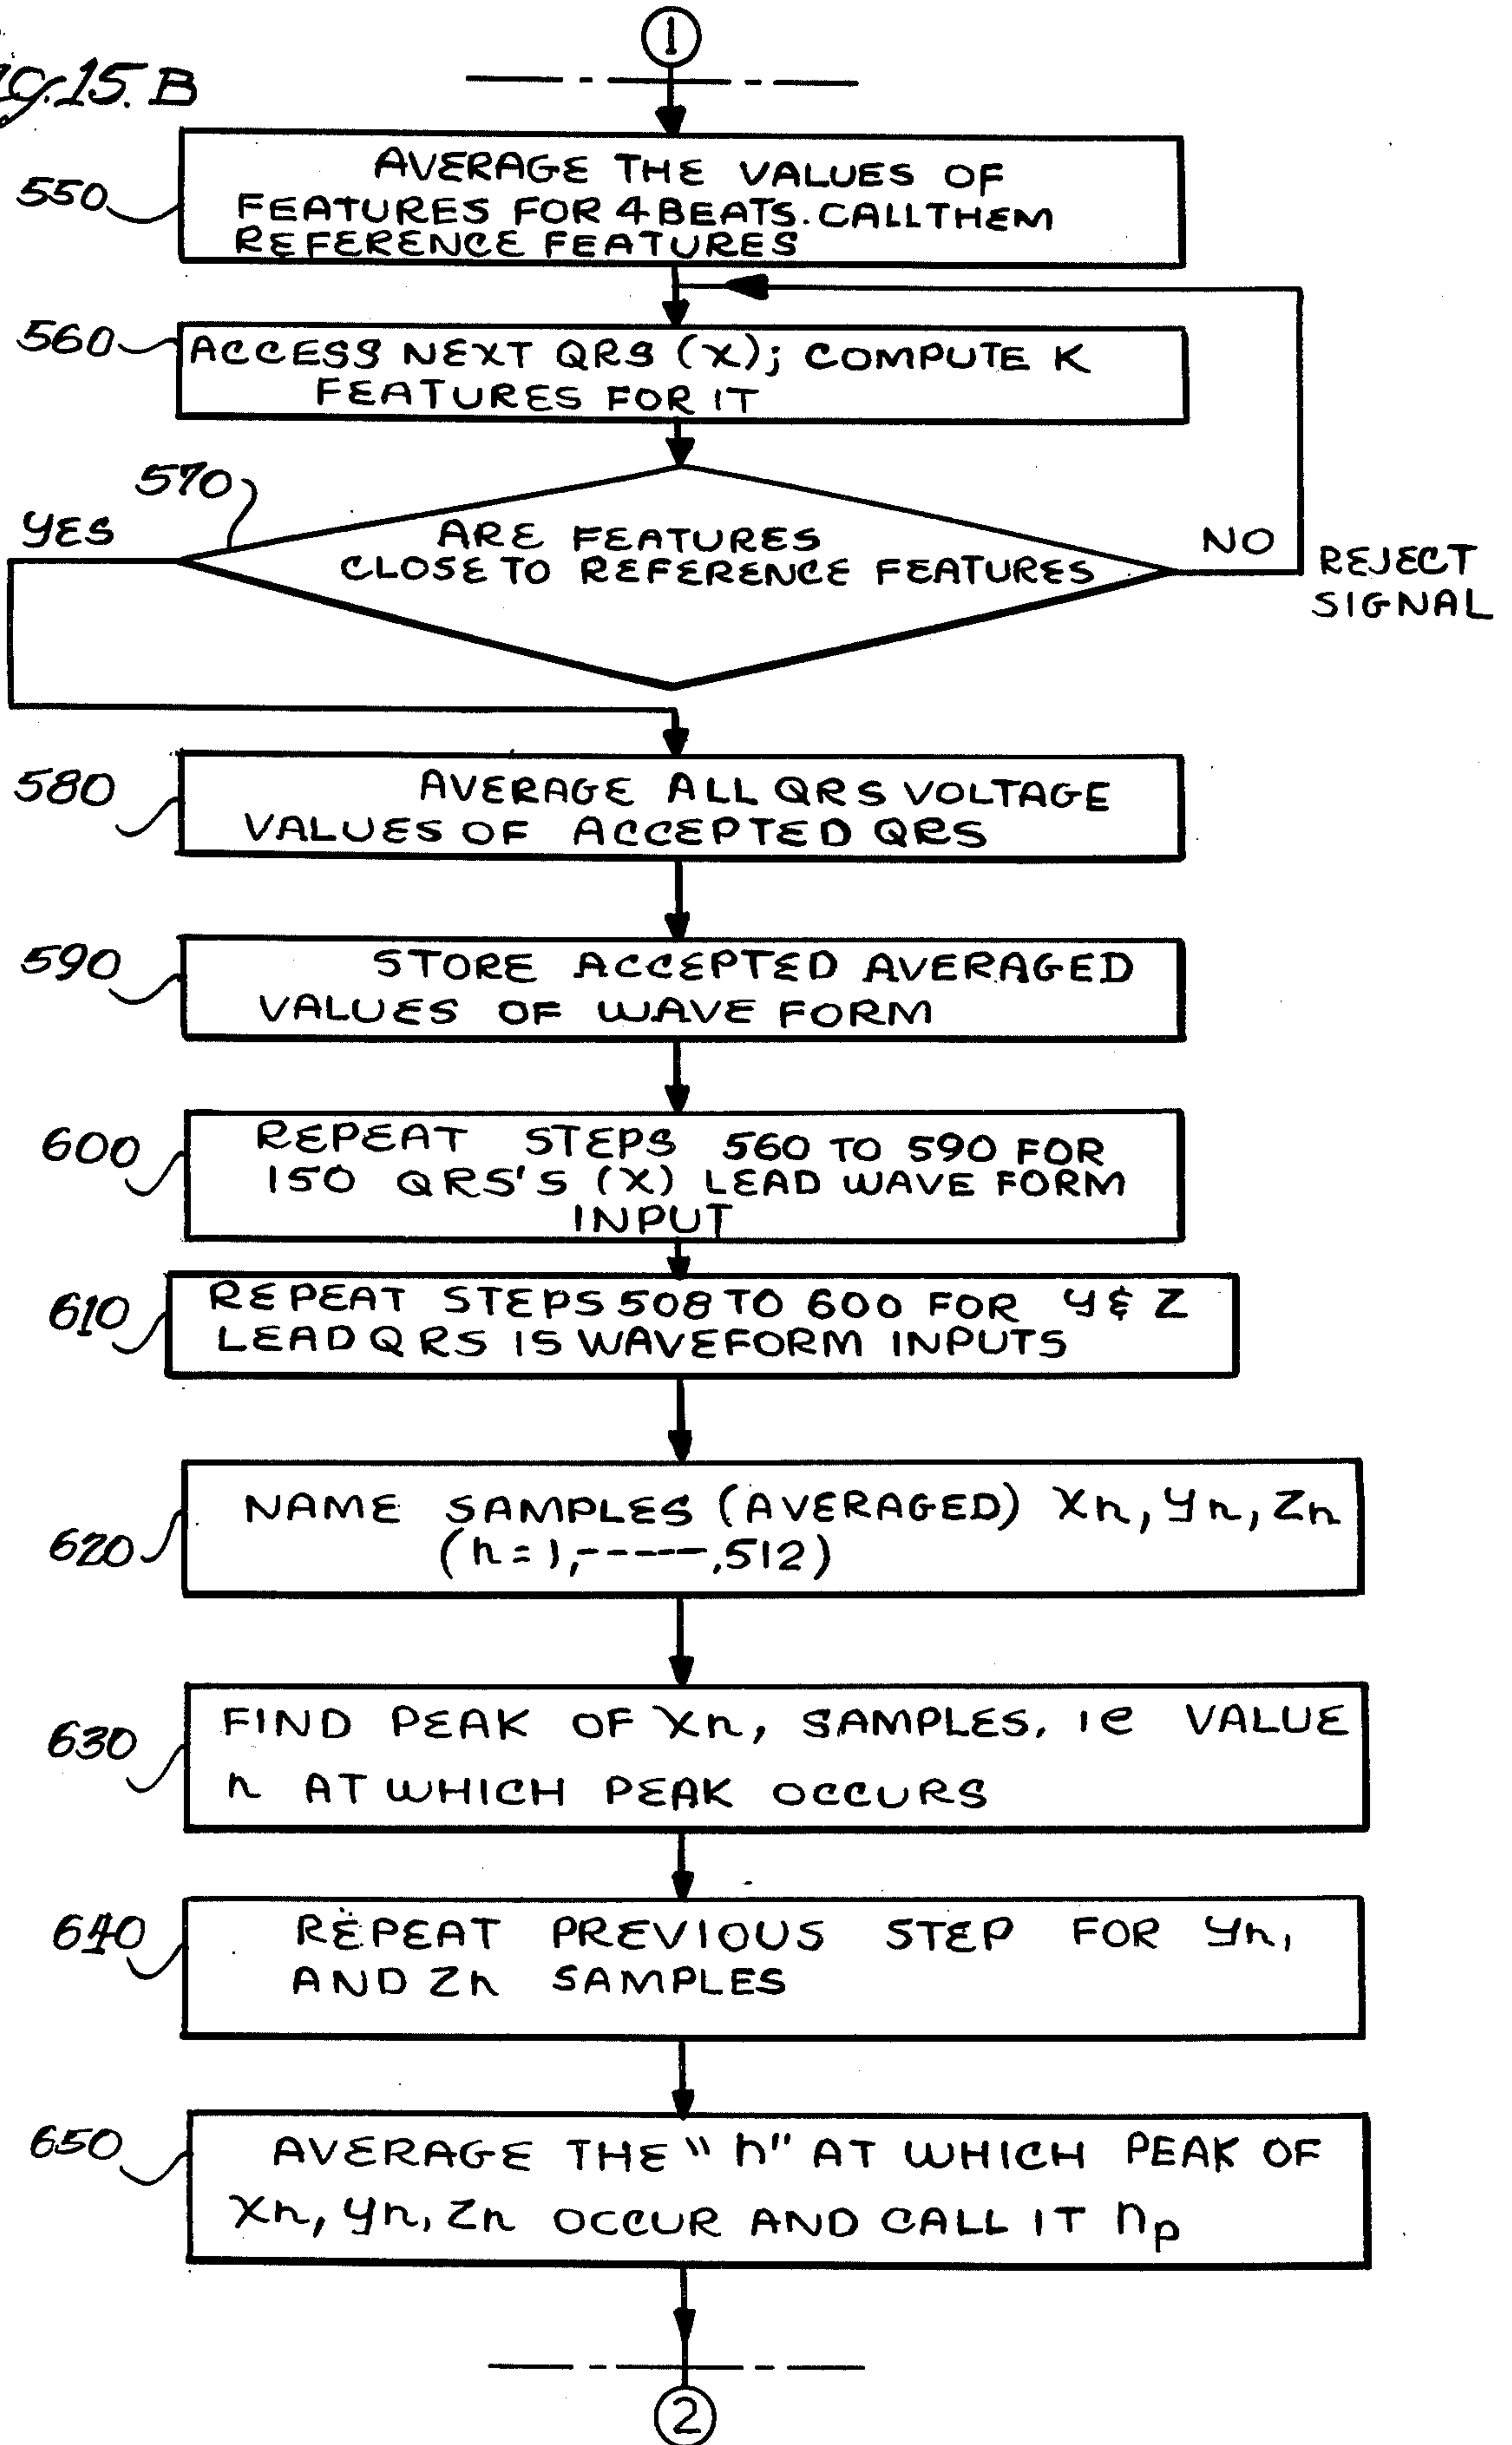 ①
Fig. 15. B
550
AVERAGE THE VALUES OF
FEATURES FOR 4 BEATS. CALL THEM
REFERENCE FEATURES
560
ACCESS NEXT QRS (X); COMPUTE K
FEATURES FOR IT
570
YES
ARE FEATURES
CLOSE TO REFERENCE FEATURES
NO
REJECT
SIGNAL
580
AVERAGE ALL QRS VOLTAGE
VALUES OF ACCEPTED QRS
590
STORE ACCEPTED AVERAGED
VALUES OF WAVE FORM
600
REPEAT STEPS 560 TO 590 FOR
150 QRS'S (X) LEAD WAVE FORM
INPUT
610
REPEAT STEPS 508 TO 600 FOR Y & Z
LEAD QRS IS WAVEFORM INPUTS
620
NAME SAMPLES (AVERAGED) Xn, Yn, Zn
(n = 1,-----,512)
630
FIND PEAK OF Xn, SAMPLES, ie VALUE
n AT WHICH PEAK OCCURS
640
REPEAT PREVIOUS STEP FOR Yn,
AND Zn SAMPLES
650
AVERAGE THE "n" AT WHICH PEAK OF
Xn, Yn, Zn OCCUR AND CALL IT np
②